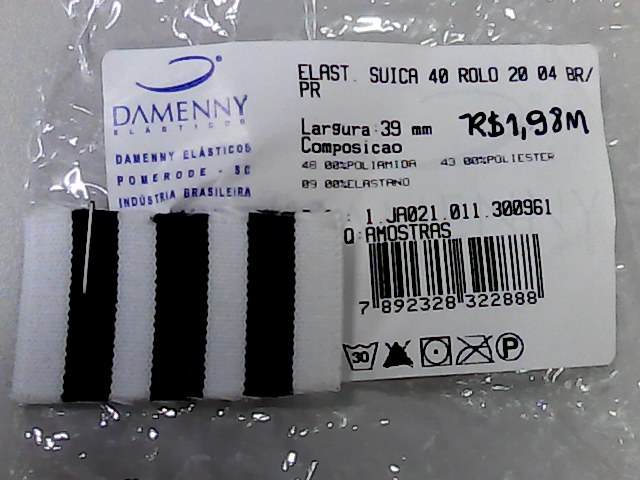 DAMENNY
ELÁSTICOS
DAMENNY ELÁSTICOS
POMERODE - SC
INDÚSTRIA BRASILEIRA
ELAST. SUICA 40 ROLO 20 04 BR/
PR
Largura:39 mm R$1,98M
Composicao
48 00%POLIAMIDA 43 00%POLIESTER
09 00%ELASTANO
: 1.JA021.011.300961
:AMOSTRAS
7 892328 322888
30 P